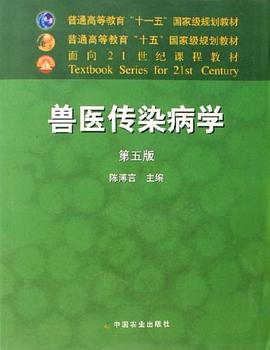 普通高等教育“十一五”国家级规划教材
普通高等教育“十五”国家级规划教材
面向21世纪课程教材
Textbook Series for 21st Century
兽医传染病学
第五版
陈溥言 主编
中国农业出版社